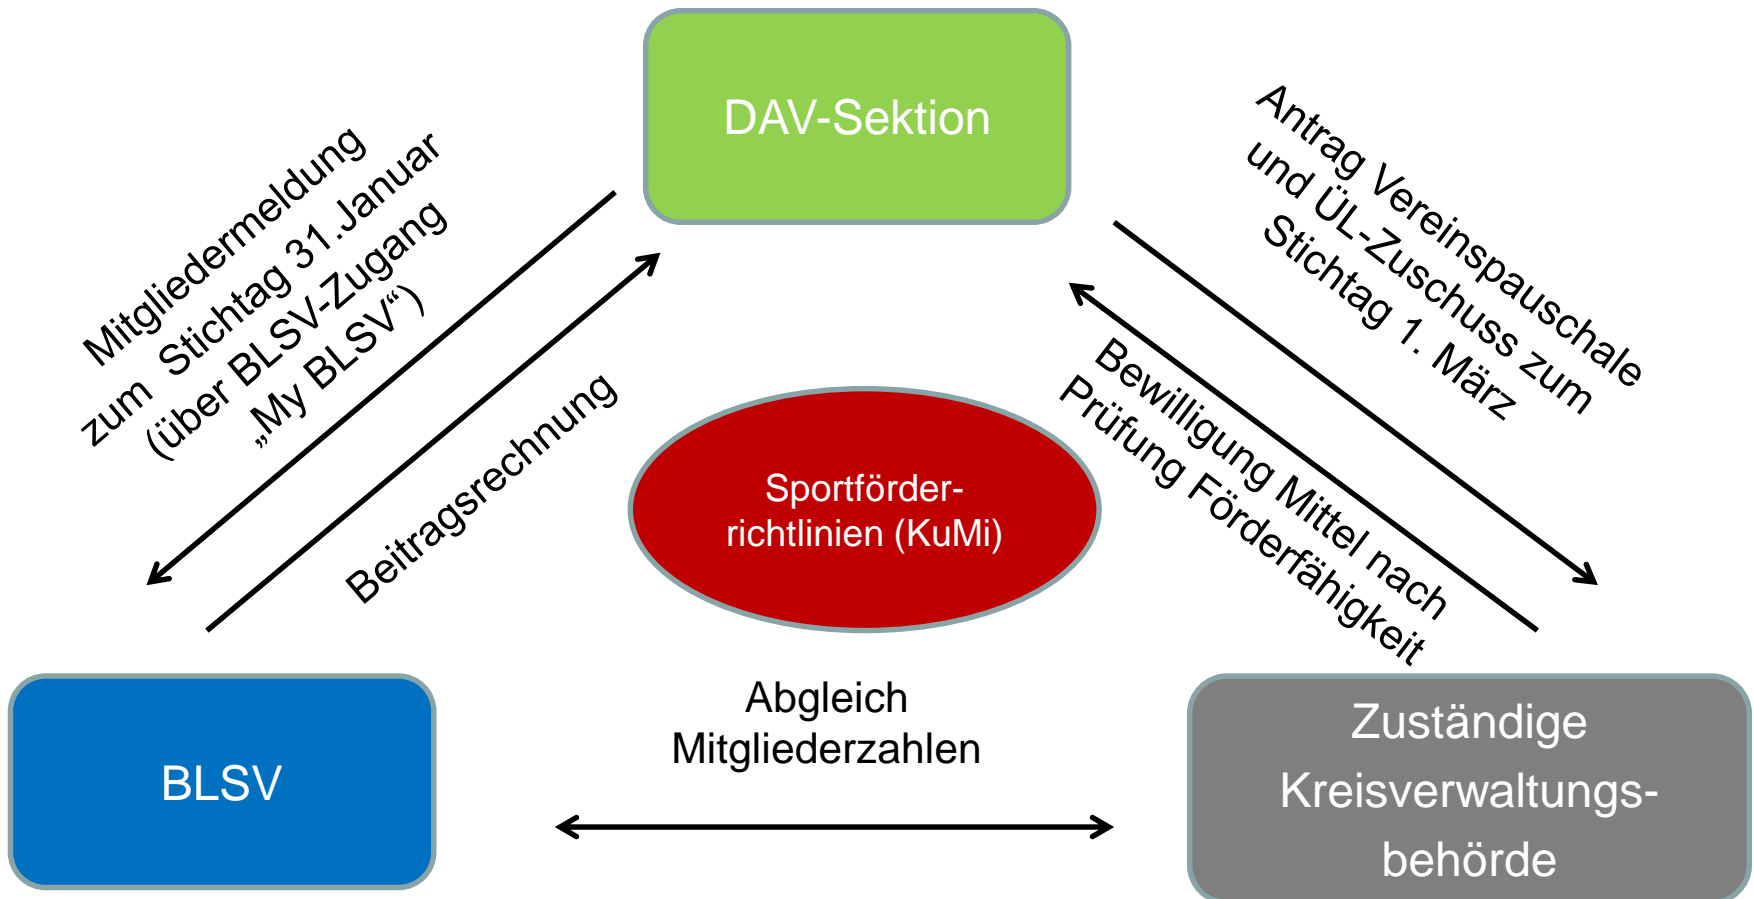 DAV-Sektion
Mitgliedermeldung
zum Stichtag 31.Januar
(über BLSV-Zugang
„My BLSV“)
Beitragsrechnung
Antrag Vereinspauschale
und ÜL-Zuschuss zum
Stichtag 1. März
Bewilligung Mittel nach
Prüfung Förderfähigkeit
Sportförder-
richtlinien (KuMi)
BLSV
Abgleich
Mitgliederzahlen
Zuständige
Kreisverwaltungs-
behörde